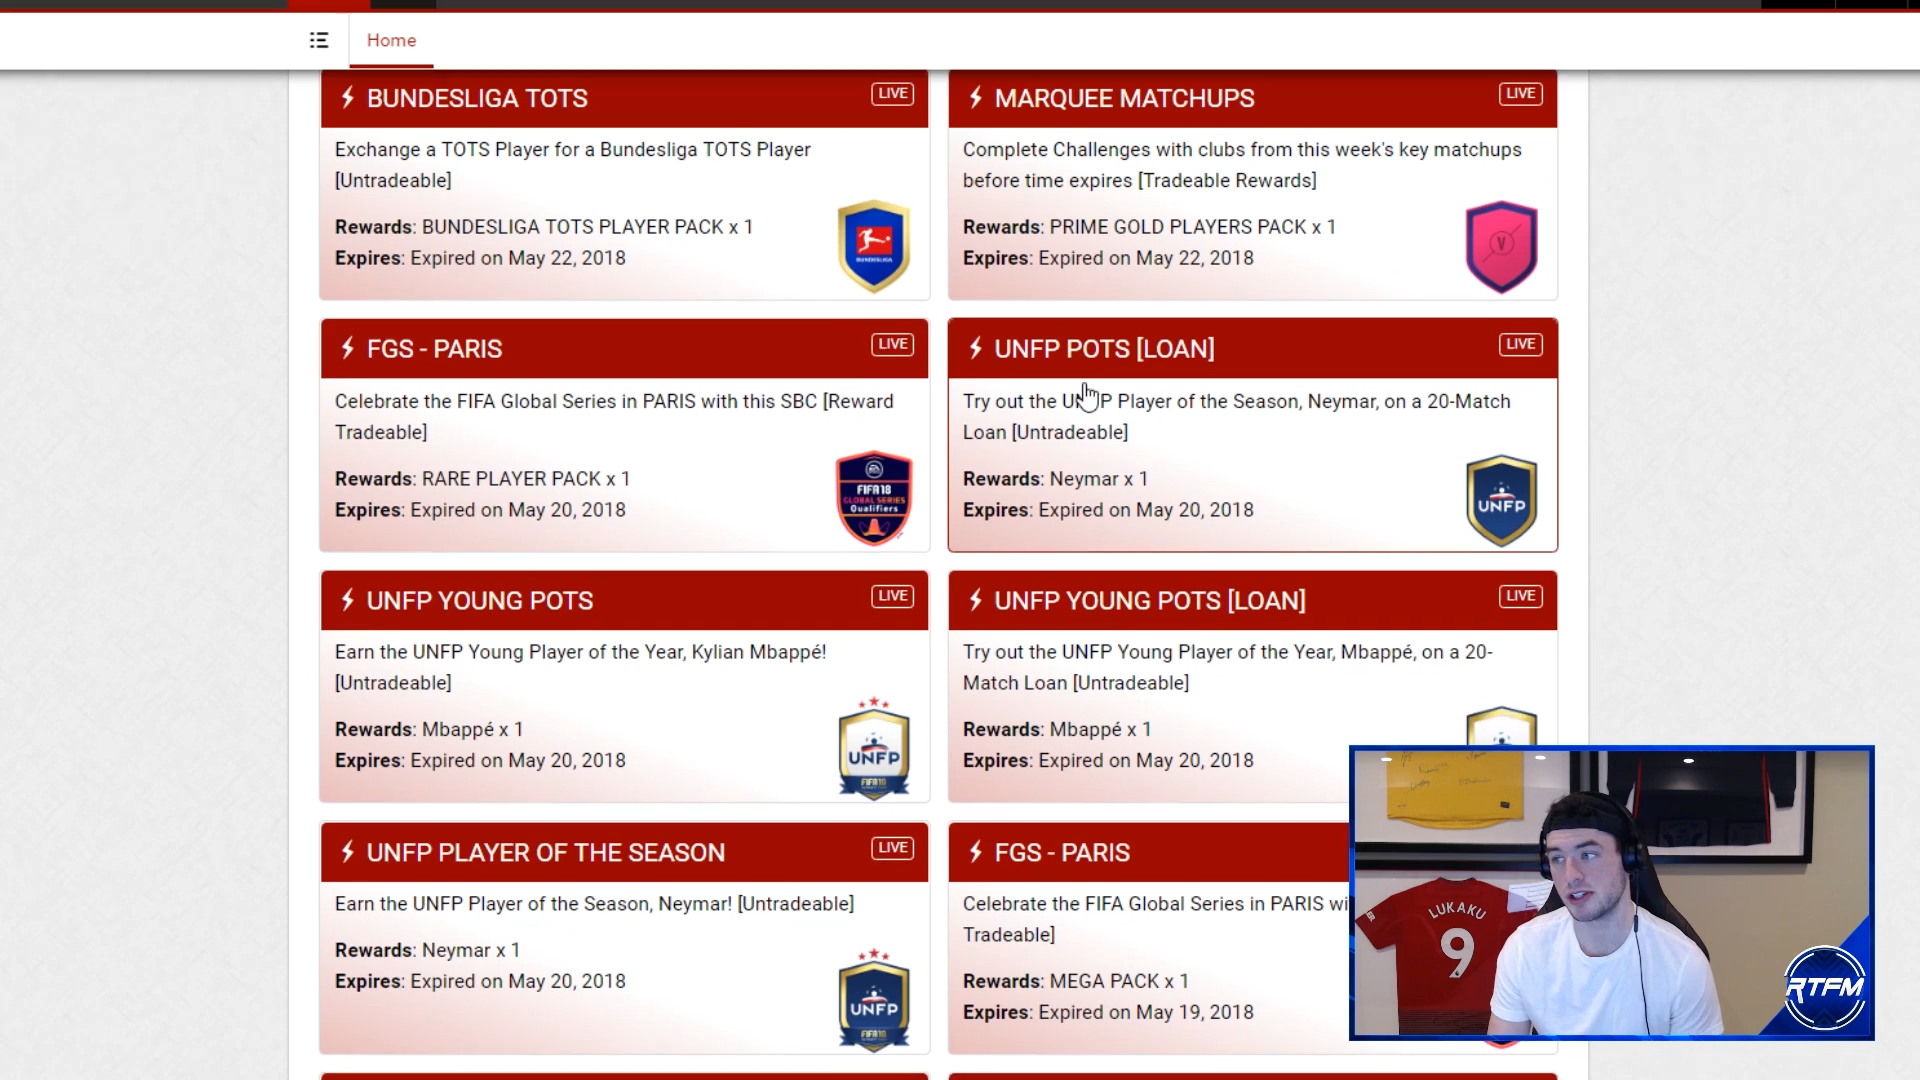 Home
BUNDESLIGA TOTS
LIVE
Exchange a TOTS Player for a Bundesliga TOTS Player
[Untradeable]
Rewards: BUNDESLIGA TOTS PLAYER PACK x 1
Expires: Expired on May 22, 2018
BUNDESLIGA
MARQUEE MATCHUPS
LIVE
Complete Challenges with clubs from this week's key matchups
before time expires [Tradeable Rewards]
Rewards: PRIME GOLD PLAYERS PACK x 1
Expires: Expired on May 22, 2018
V
FGS - PARIS
LIVE
Celebrate the FIFA Global Series in PARIS with this SBC [Reward
Tradeable]
Rewards: RARE PLAYER PACK x 1
Expires: Expired on May 20, 2018
FIFA18
GLOBAL SERIES
Qualifiers
UNFP POTS [LOAN]
LIVE
Try out the UNFP Player of the Season, Neymar, on a 20-Match
Loan [Untradeable]
Rewards: Neymar x 1
Expires: Expired on May 20, 2018
UNFP
UNFP YOUNG POTS
LIVE
Earn the UNFP Young Player of the Year, Kylian Mbappé!
[Untradeable]
Rewards: Mbappé x 1
Expires: Expired on May 20, 2018
UNFP
FIFA18
UNFP YOUNG POTS [LOAN]
LIVE
Try out the UNFP Young Player of the Year, Mbappé, on a 20-
Match Loan [Untradeable]
Rewards: Mbappé x 1
Expires: Expired on May 20, 2018
UNFP PLAYER OF THE SEASON
LIVE
Earn the UNFP Player of the Season, Neymar! [Untradeable]
Rewards: Neymar x 1
Expires: Expired on May 20, 2018
UNFP
FIFA18
FGS - PARIS
Celebrate the FIFA Global Series in PARIS wi
Tradeable]
Rewards: MEGA PACK x 1
Expires: Expired on May 19, 2018
LUKAKU
9
RTFM